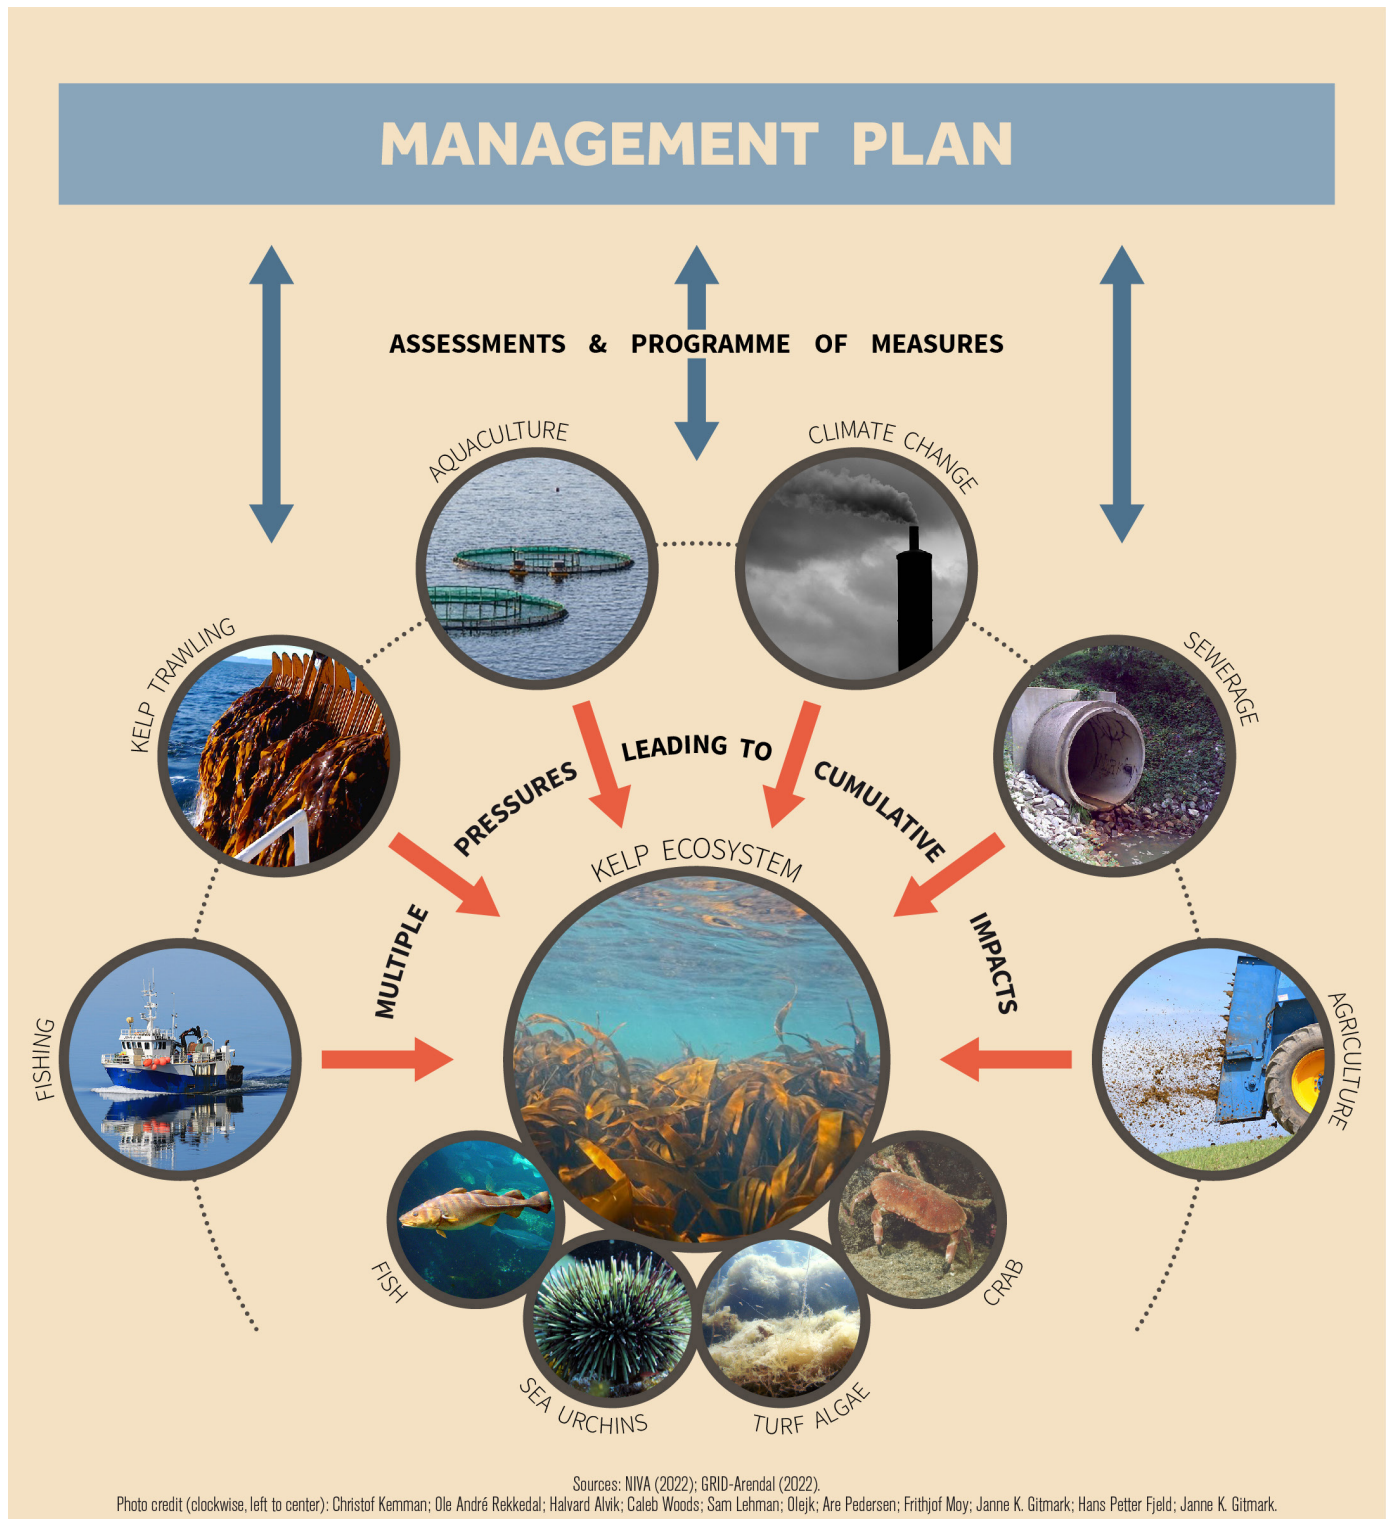 MANAGEMENT PLAN
ASSESSMENTS & PROGRAMME OF MEASURES
AQUACULTURE
CLIMATE CHANGE
KELP TRAWLING
SEWERAGE
MULTIPLE PRESSURES LEADING TO CUMULATIVE IMPACTS
KELP ECOSYSTEM
FISHING
AGRICULTURE
FISH
CRAB
SEA URCHINS
TURF ALGAE
Sources: NIVA (2022); GRID-Arendal (2022).
Photo credit (clockwise, left to center): Christof Kemman; Ole André Rekkedal; Halvard Alvik; Caleb Woods; Sam Lehman; Olejk; Are Pedersen; Frithjof Moy; Janne K. Gitmark; Hans Petter Fjeld; Janne K. Gitmark.